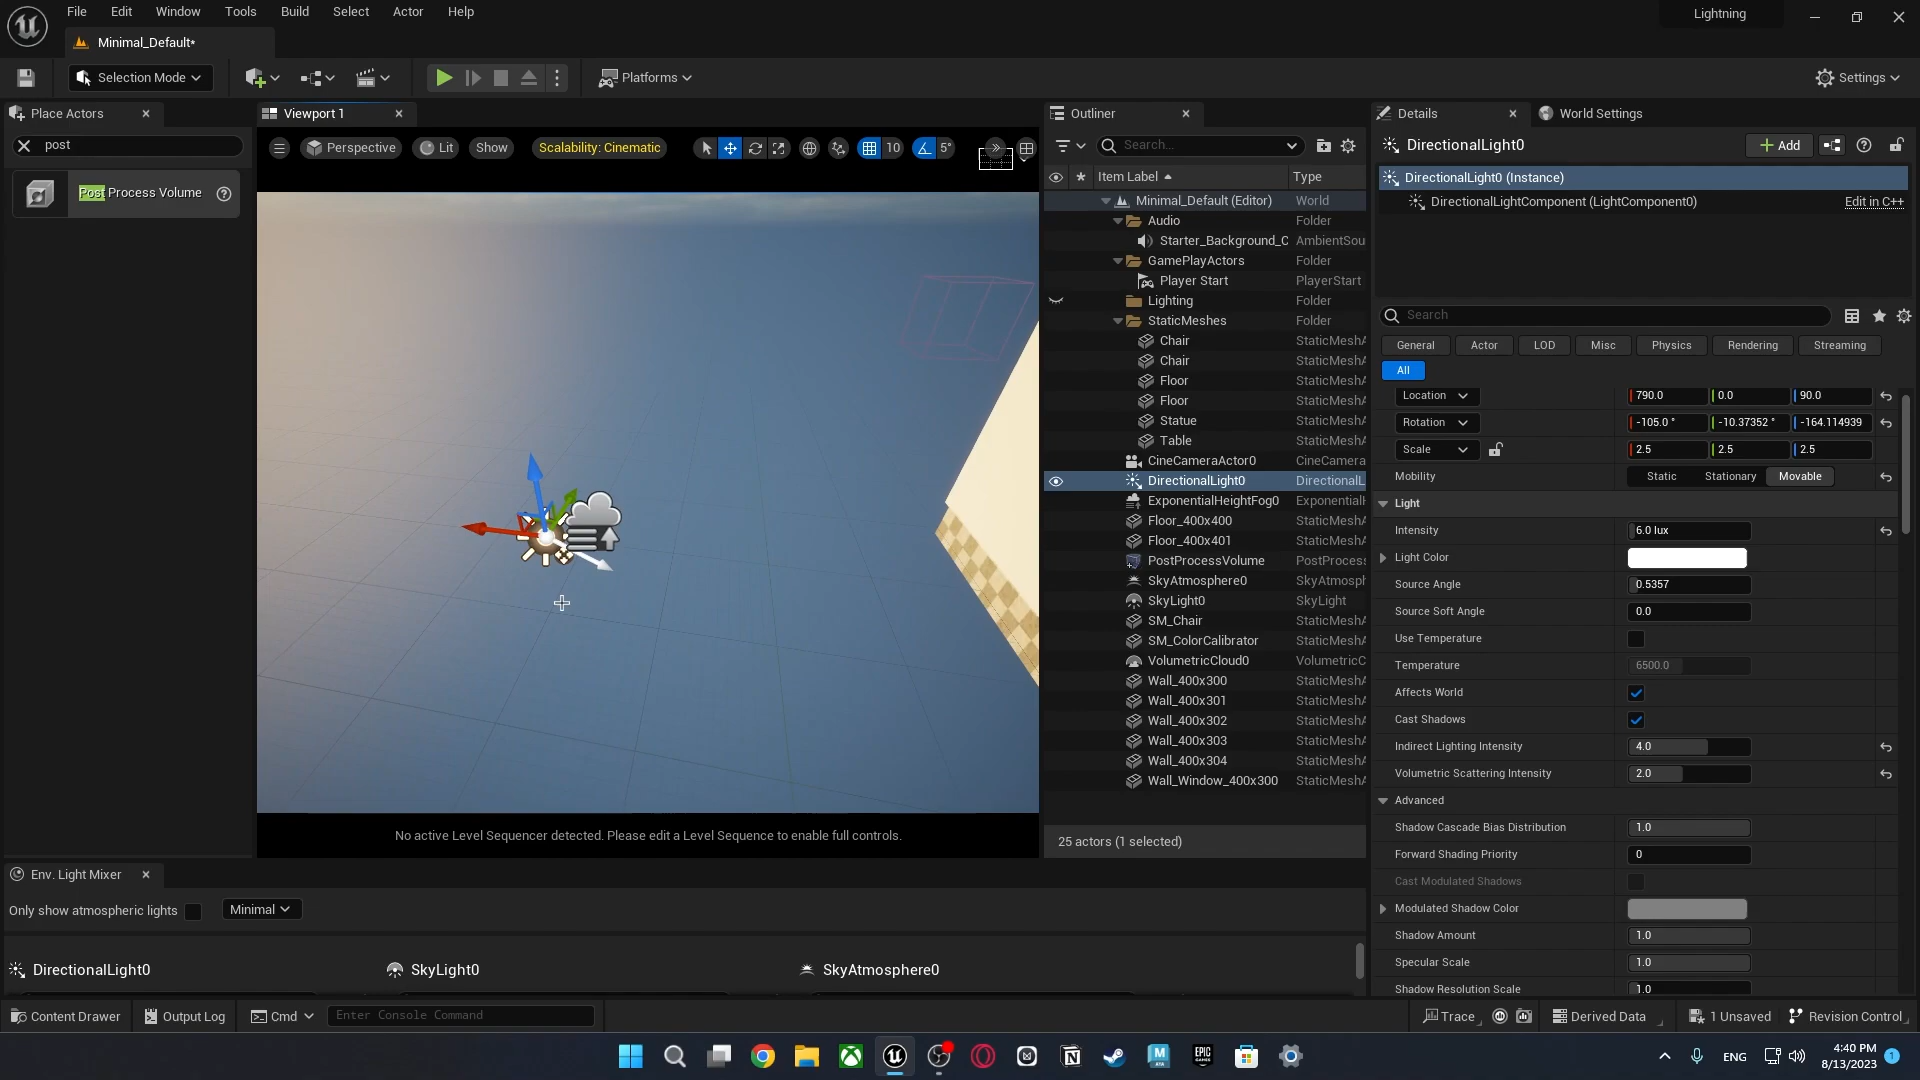 File Edit Window Tools Build Select Actor Help
Lightning
Minimal_Default*
Selection Mode
Platforms
Settings
Place Actors
post
Post Process Volume
Viewport 1
Perspective
Lit
Show
Scalability: Cinematic
10
5°
No active Level Sequencer detected. Please edit a Level Sequence to enable full controls.
Outliner
Search...
Item Label
Type
Minimal_Default (Editor) World
Audio Folder
Starter_Background_C AmbientSou
GamePlayActors Folder
Player Start PlayerStart
Lighting Folder
StaticMeshes Folder
Chair StaticMeshA
Chair StaticMeshA
Floor StaticMeshA
Floor StaticMeshA
Statue StaticMeshA
Table StaticMeshA
CineCameraActor0 CineCamera
DirectionalLight0 DirectionalL
ExponentialHeightFog0 ExponentialH
Floor_400x400 StaticMeshA
Floor_400x401 StaticMeshA
PostProcessVolume PostProcess
SkyAtmosphere0 SkyAtmosph
SkyLight0 SkyLight
SM_Chair StaticMeshA
SM_ColorCalibrator StaticMeshA
VolumetricCloud0 VolumetricC
Wall_400x300 StaticMeshA
Wall_400x301 StaticMeshA
Wall_400x302 StaticMeshA
Wall_400x303 StaticMeshA
Wall_400x304 StaticMeshA
Wall_Window_400x300 StaticMeshA
25 actors (1 selected)
Details
World Settings
DirectionalLight0
Add
DirectionalLight0 (Instance)
DirectionalLightComponent (LightComponent0) Edit in C++
Search
General Actor LOD Misc Physics Rendering Streaming
All
Location 790.0 0.0 90.0
Rotation -105.0 ° -10.37352 ° -164.114939
Scale 2.5 2.5 2.5
Mobility Static Stationary Movable
Light
Intensity 6.0 lux
Light Color
Source Angle 0.5357
Source Soft Angle 0.0
Use Temperature
Temperature 6500.0
Affects World
Cast Shadows
Indirect Lighting Intensity 4.0
Volumetric Scattering Intensity 2.0
Advanced
Shadow Cascade Bias Distribution 1.0
Forward Shading Priority 0
Cast Modulated Shadows
Modulated Shadow Color
Shadow Amount 1.0
Specular Scale 1.0
Shadow Resolution Scale 1.0
Env. Light Mixer
Only show atmospheric lights
Minimal
DirectionalLight0
SkyLight0
SkyAtmosphere0
Content Drawer
Output Log
Cmd
Enter Console Command
Trace
Derived Data
1 Unsaved
Revision Control
EPIC
GAMES
ENG
4:40 PM
8/13/2023
1